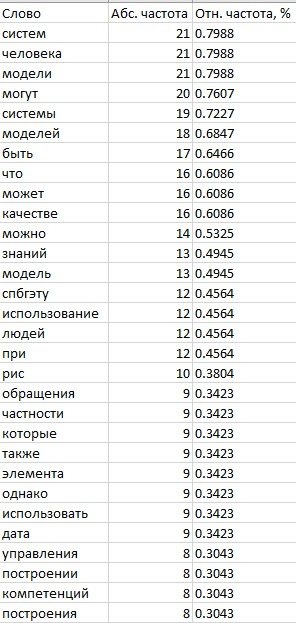 Слово Абс. частота Отн. частота, %
систем 21 0.7988
человека 21 0.7988
модели 21 0.7988
могут 20 0.7607
системы 19 0.7227
моделей 18 0.6847
быть 17 0.6466
что 16 0.6086
может 16 0.6086
качестве 16 0.6086
можно 14 0.5325
знаний 13 0.4945
модель 13 0.4945
спбгэту 12 0.4564
использование 12 0.4564
людей 12 0.4564
при 12 0.4564
рис 10 0.3804
обращения 9 0.3423
частности 9 0.3423
которые 9 0.3423
также 9 0.3423
элемента 9 0.3423
однако 9 0.3423
использовать 9 0.3423
дата 9 0.3423
управления 8 0.3043
построении 8 0.3043
компетенций 8 0.3043
построения 8 0.3043